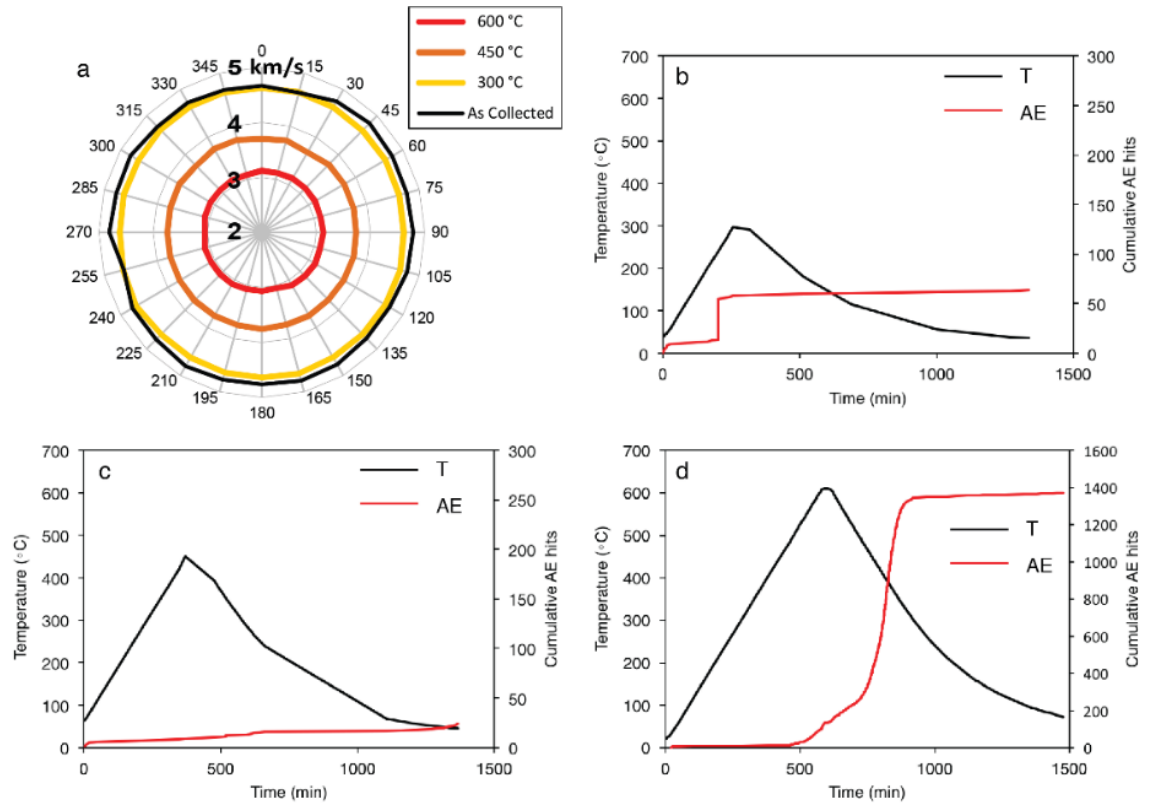 a
600 °C
450 °C
300 °C
As Collected
0
15
30
45
60
75
90
105
120
135
150
165
180
195
210
225
240
255
270
285
300
315
330
345
5 km/s
4
3
2
b
T
AE
700
600
500
400
300
200
100
0
Temperature (°C)
300
250
200
150
100
50
0
Cumulative AE hits
0 500 1000 1500
Time (min)
c
T
AE
700
600
500
400
300
200
100
0
Temperature (°C)
300
250
200
150
100
50
0
Cumulative AE hits
0 500 1000 1500
Time (min)
d
T
AE
700
600
500
400
300
200
100
0
Temperature (°C)
1600
1400
1200
1000
800
600
400
200
0
Cumulative AE hits
0 500 1000 1500
Time (min)